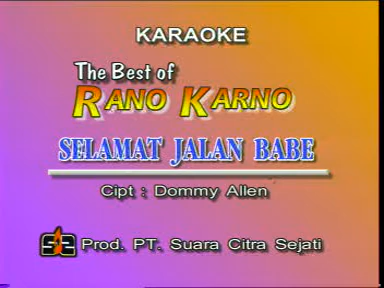 KARAOKE
The Best of
RANO KARNO
SELAMAT JALAN BABE
Cipt : Dommy Allen
Prod. PT. Suara Citra Sejati